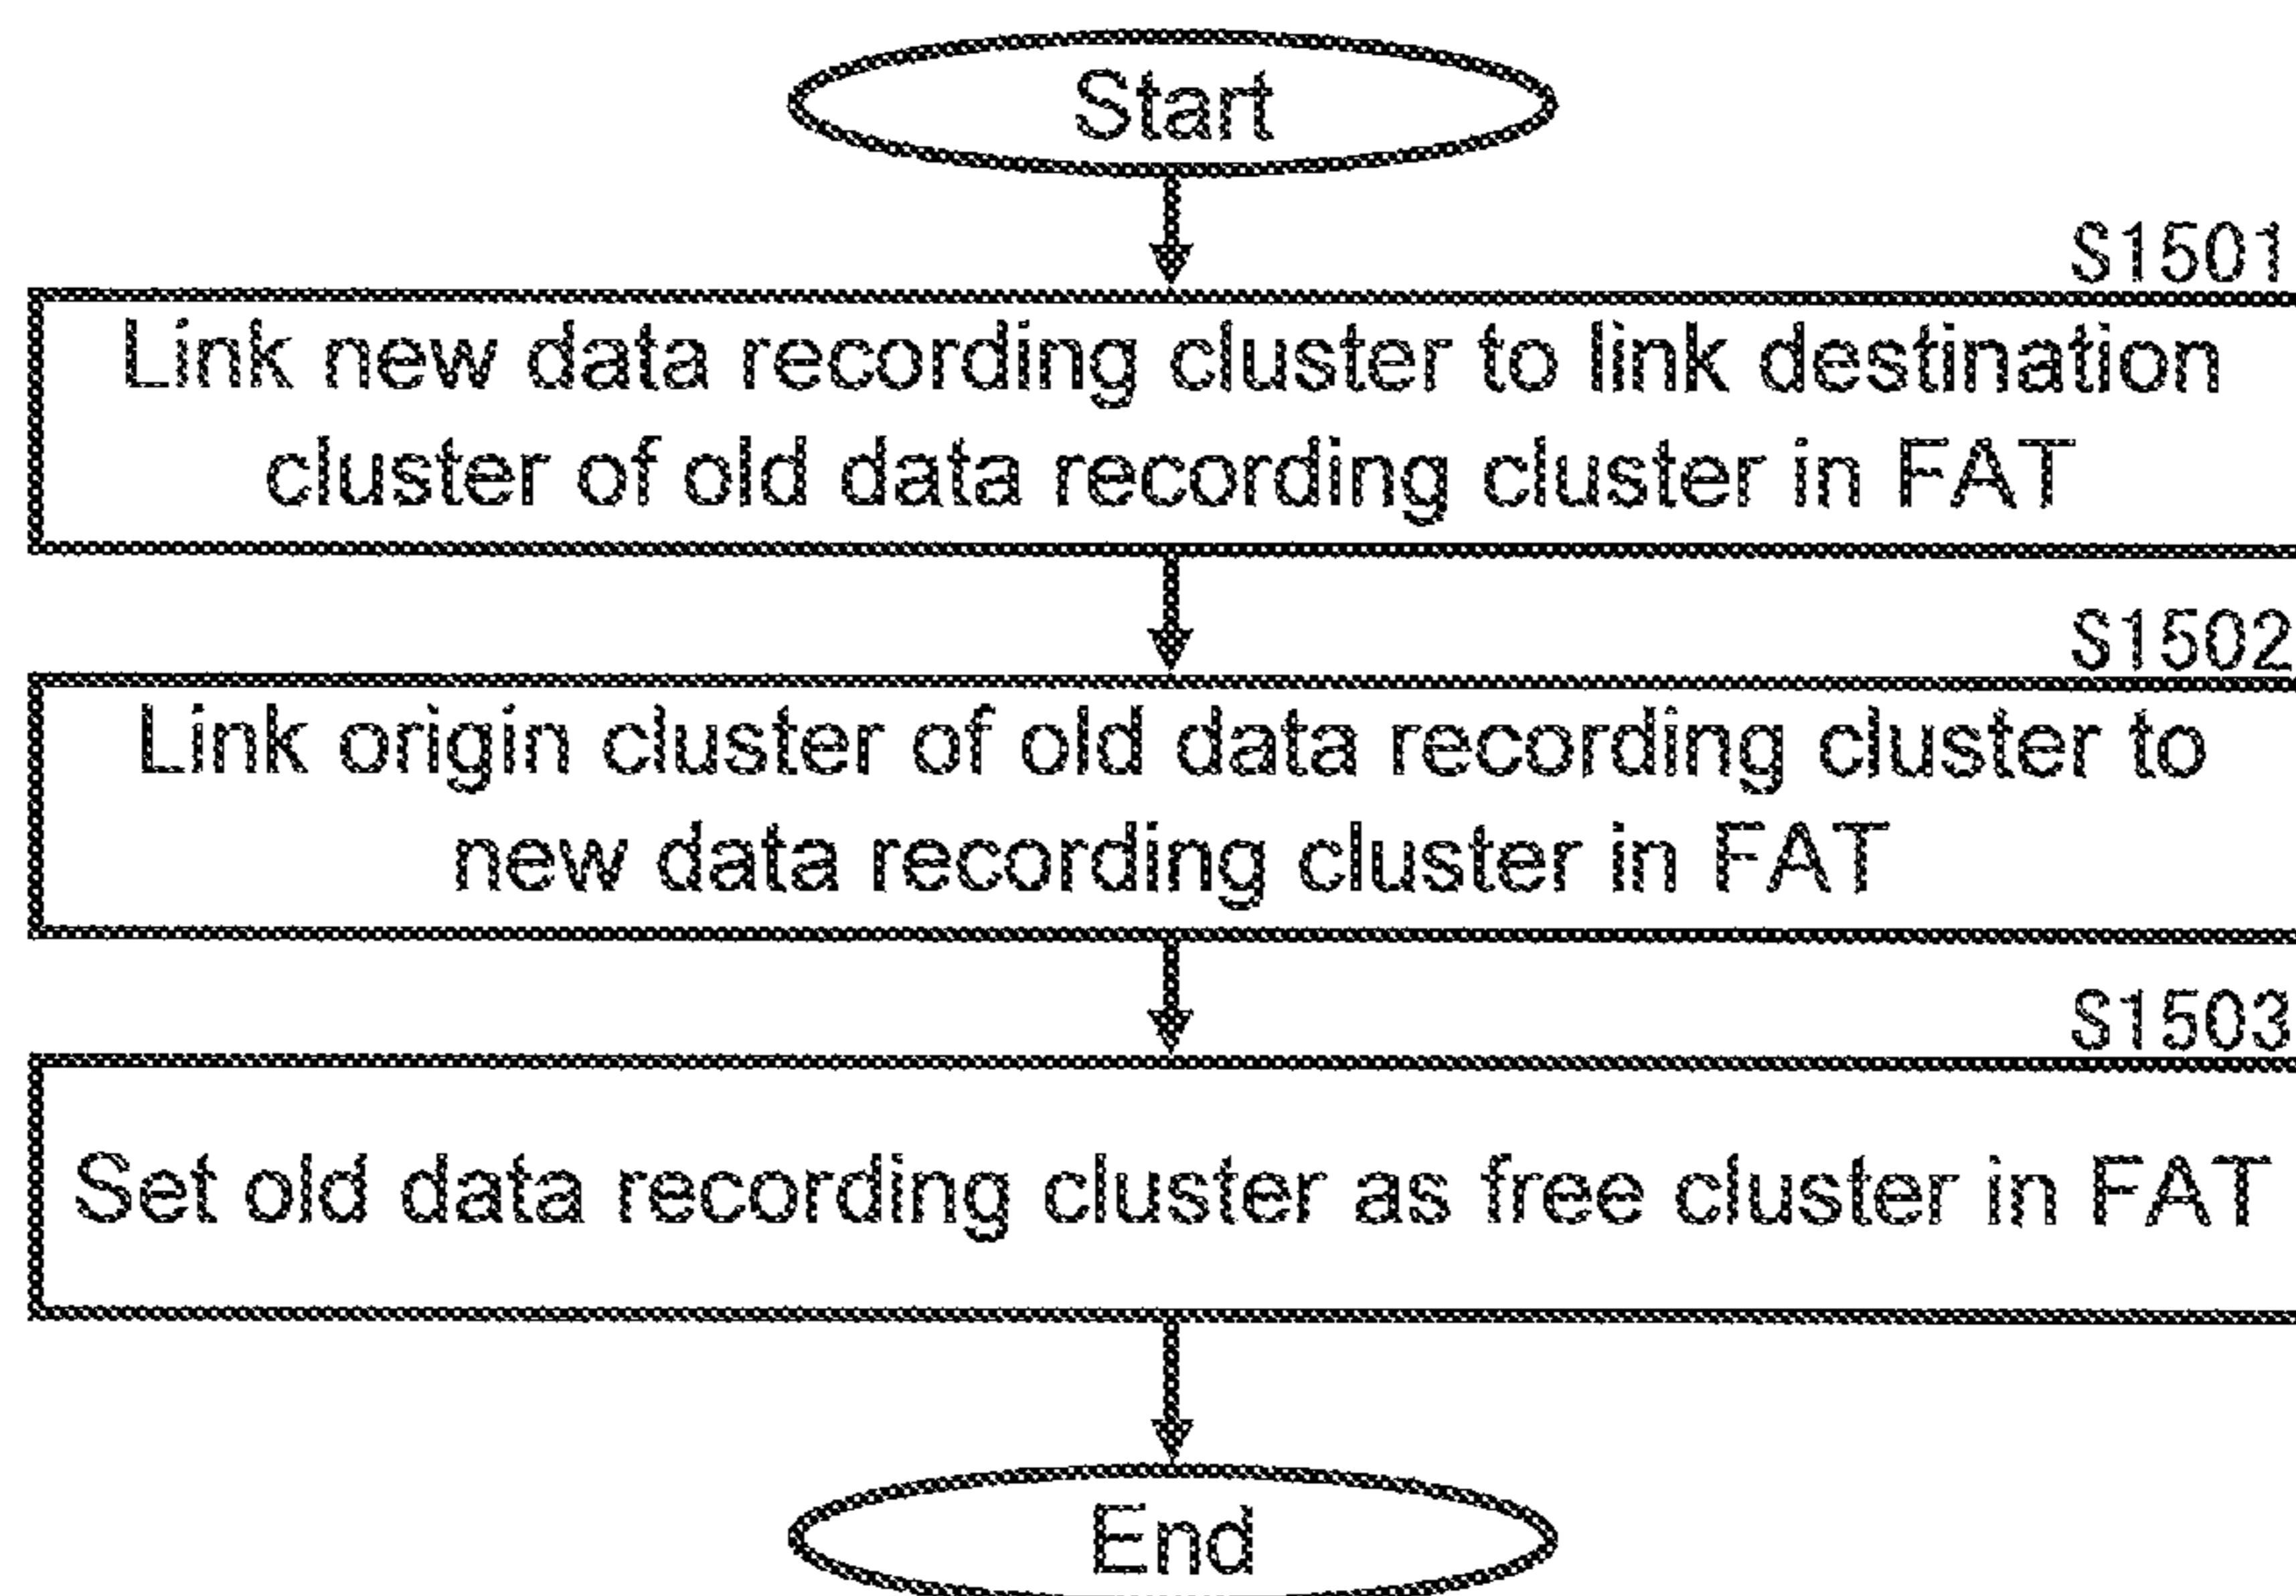 Start
S1501
Link new data recording cluster to link destination
cluster of old data recording cluster in FAT
S1502
Link origin cluster of old data recording cluster to
new data recording cluster in FAT
S1503
Set old data recording cluster as free cluster in FAT
End